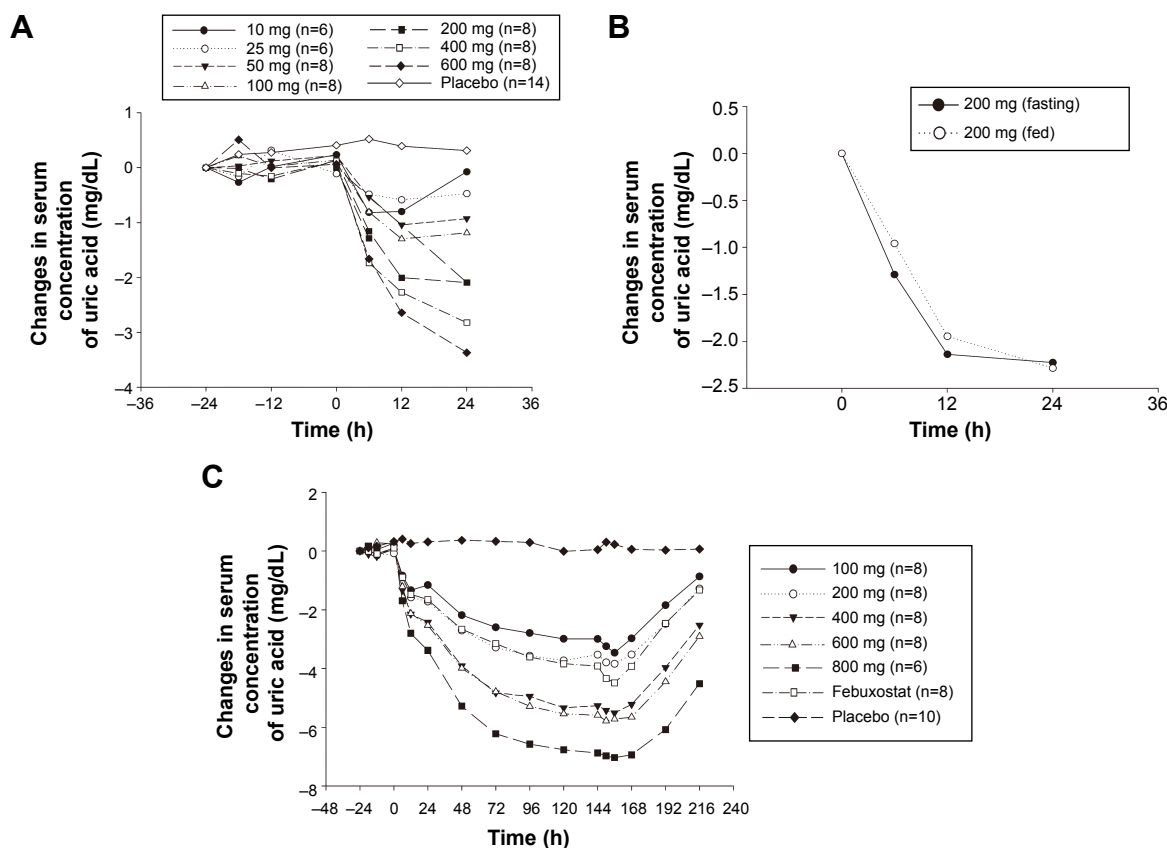 A
10 mg (n=6)
25 mg (n=6)
50 mg (n=8)
100 mg (n=8)
200 mg (n=8)
400 mg (n=8)
600 mg (n=8)
Placebo (n=14)
1
0
–1
–2
–3
–4
Changes in serum
concentration
of uric acid (mg/dL)
–36 –24 –12 0 12 24 36
Time (h)
B
200 mg (fasting)
200 mg (fed)
0.5
0.0
–0.5
–1.0
–1.5
–2.0
–2.5
Changes in serum
concentration
of uric acid (mg/dL)
0 12 24 36
Time (h)
C
2
0
–2
–4
–6
–8
Changes in serum
concentration
of uric acid (mg/dL)
–48 –24 0 24 48 72 96 120 144 168 192 216 240
Time (h)
100 mg (n=8)
200 mg (n=8)
400 mg (n=8)
600 mg (n=8)
800 mg (n=6)
Febuxostat (n=8)
Placebo (n=10)